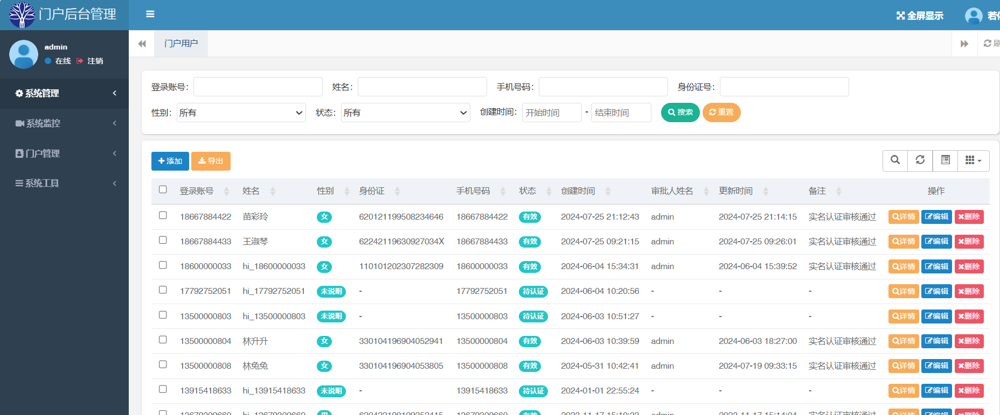 门户后台管理
全屏显示
admin
在线 注销
门户用户
系统管理
系统监控
门户管理
系统工具
登录账号： 姓名： 手机号码： 身份证号：
性别： 所有 状态： 所有 创建时间： 开始时间 - 结束时间 搜索 重置
添加 导出
登录账号 姓名 性别 身份证 手机号码 状态 创建时间 审批人姓名 更新时间 备注 操作
18667884422 苗彩玲 女 620121199508234646 18667884422 有效 2024-07-25 21:12:43 admin 2024-07-25 21:14:15 实名认证审核通过 详情 编辑 删除
18667884433 王淑琴 女 62242119630927034X 18667884433 有效 2024-07-25 09:21:15 admin 2024-07-25 09:26:01 实名认证审核通过 详情 编辑 删除
18600000033 hi_18600000033 女 110101202307282309 18600000033 有效 2024-06-04 15:34:31 admin 2024-06-04 15:39:52 实名认证审核通过 详情 编辑 删除
17792752051 hi_17792752051 未说明 - 17792752051 待认证 2024-06-04 10:20:56 - - - 详情 编辑 删除
13500000803 hi_13500000803 未说明 - 13500000803 待认证 2024-06-03 10:51:27 - - - 详情 编辑 删除
13500000804 林升升 女 330104196904052941 13500000804 有效 2024-06-03 10:39:59 admin 2024-06-03 18:27:00 实名认证审核通过 详情 编辑 删除
13500000808 林兔兔 女 330104196904053805 13500000808 有效 2024-05-31 10:42:41 admin 2024-07-19 09:33:15 实名认证审核通过 详情 编辑 删除
13915418633 hi_13915418633 未说明 - 13915418633 待认证 2024-01-01 22:55:24 - - - 详情 编辑 删除